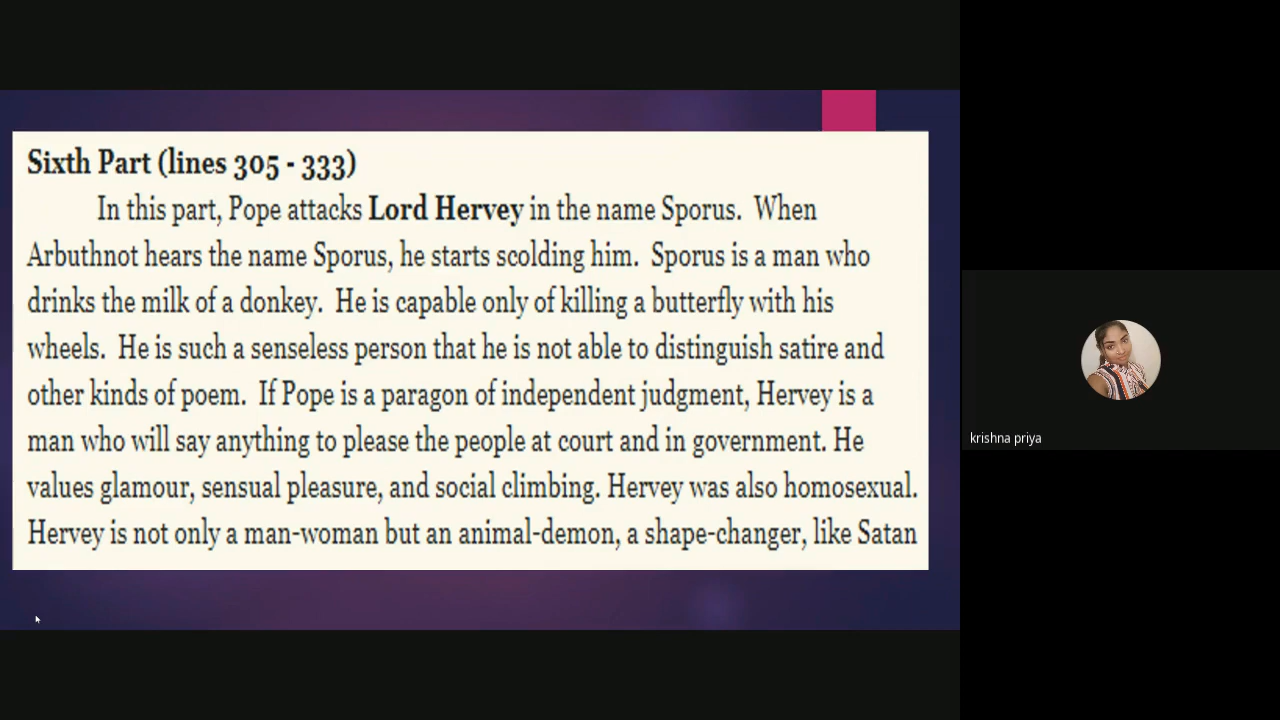 Sixth Part (lines 305 - 333)
In this part, Pope attacks Lord Hervey in the name Sporus. When
Arbuthnot hears the name Sporus, he starts scolding him. Sporus is a man who
drinks the milk of a donkey. He is capable only of killing a butterfly with his
wheels. He is such a senseless person that he is not able to distinguish satire and
other kinds of poem. If Pope is a paragon of independent judgment, Hervey is a
man who will say anything to please the people at court and in government. He
values glamour, sensual pleasure, and social climbing. Hervey was also homosexual.
Hervey is not only a man-woman but an animal-demon, a shape-changer, like Satan
krishna priya